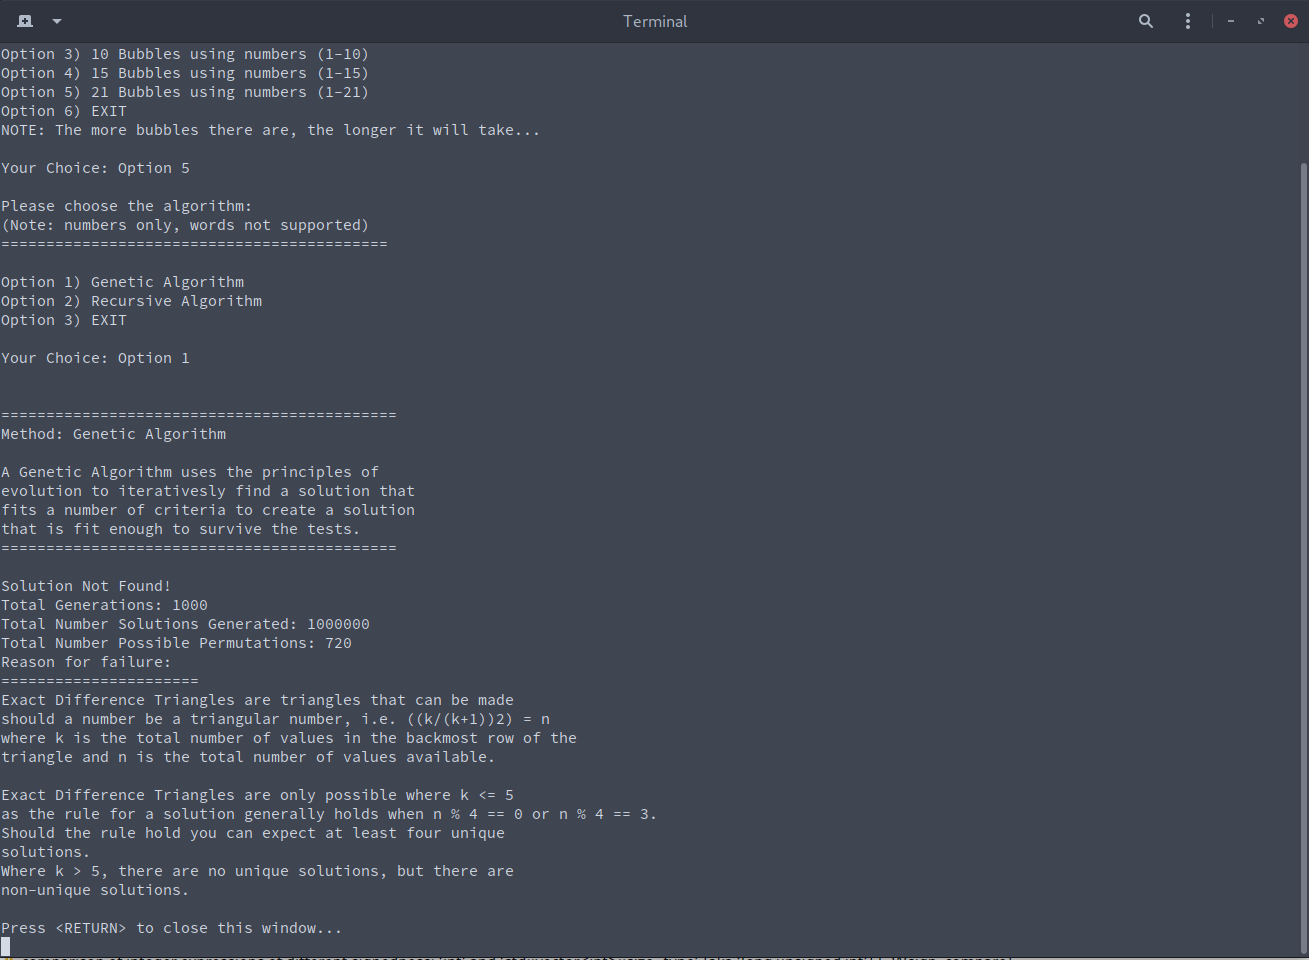 Terminal
Option 3) 10 Bubbles using numbers (1-10)
Option 4) 15 Bubbles using numbers (1-15)
Option 5) 21 Bubbles using numbers (1-21)
Option 6) EXIT
NOTE: The more bubbles there are, the longer it will take...
Your Choice: Option 5
Please choose the algorithm:
(Note: numbers only, words not supported)
===========================================
Option 1) Genetic Algorithm
Option 2) Recursive Algorithm
Option 3) EXIT
Your Choice: Option 1
============================================
Method: Genetic Algorithm
A Genetic Algorithm uses the principles of
evolution to iterativesly find a solution that
fits a number of criteria to create a solution
that is fit enough to survive the tests.
============================================
Solution Not Found!
Total Generations: 1000
Total Number Solutions Generated: 1000000
Total Number Possible Permutations: 720
Reason for failure:
======================
Exact Difference Triangles are triangles that can be made
should a number be a triangular number, i.e. ((k/(k+1))2) = n
where k is the total number of values in the backmost row of the
triangle and n is the total number of values available.
Exact Difference Triangles are only possible where k <= 5
as the rule for a solution generally holds when n % 4 == 0 or n % 4 == 3.
Should the rule hold you can expect at least four unique
solutions.
Where k > 5, there are no unique solutions, but there are
non-unique solutions.
Press <RETURN> to close this window...